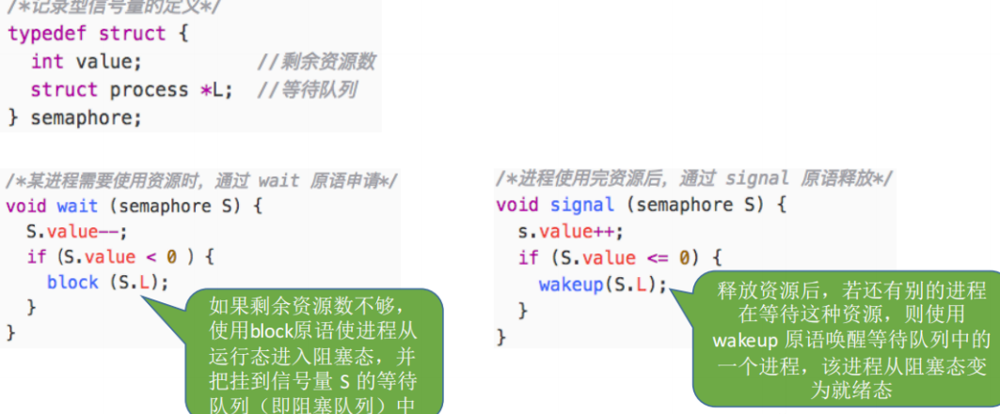 /*记录型信号量的定义*/
typedef struct {
int value; //剩余资源数
struct process *L; //等待队列
} semaphore;
/*某进程需要使用资源时, 通过 wait 原语申请*/
void wait (semaphore S) {
S.value--;
if (S.value < 0 ) {
block (S.L);
}
}
如果剩余资源数不够，
使用block原语使进程从
运行态进入阻塞态，并
把挂到信号量 S 的等待
队列（即阻塞队列）中
/*进程使用完资源后, 通过 signal 原语释放*/
void signal (semaphore S) {
s.value++;
if (S.value <= 0) {
wakeup(S.L);
}
}
释放资源后，若还有别的进程
在等待这种资源，则使用
wakeup 原语唤醒等待队列中的
一个进程，该进程从阻塞态变
为就绪态